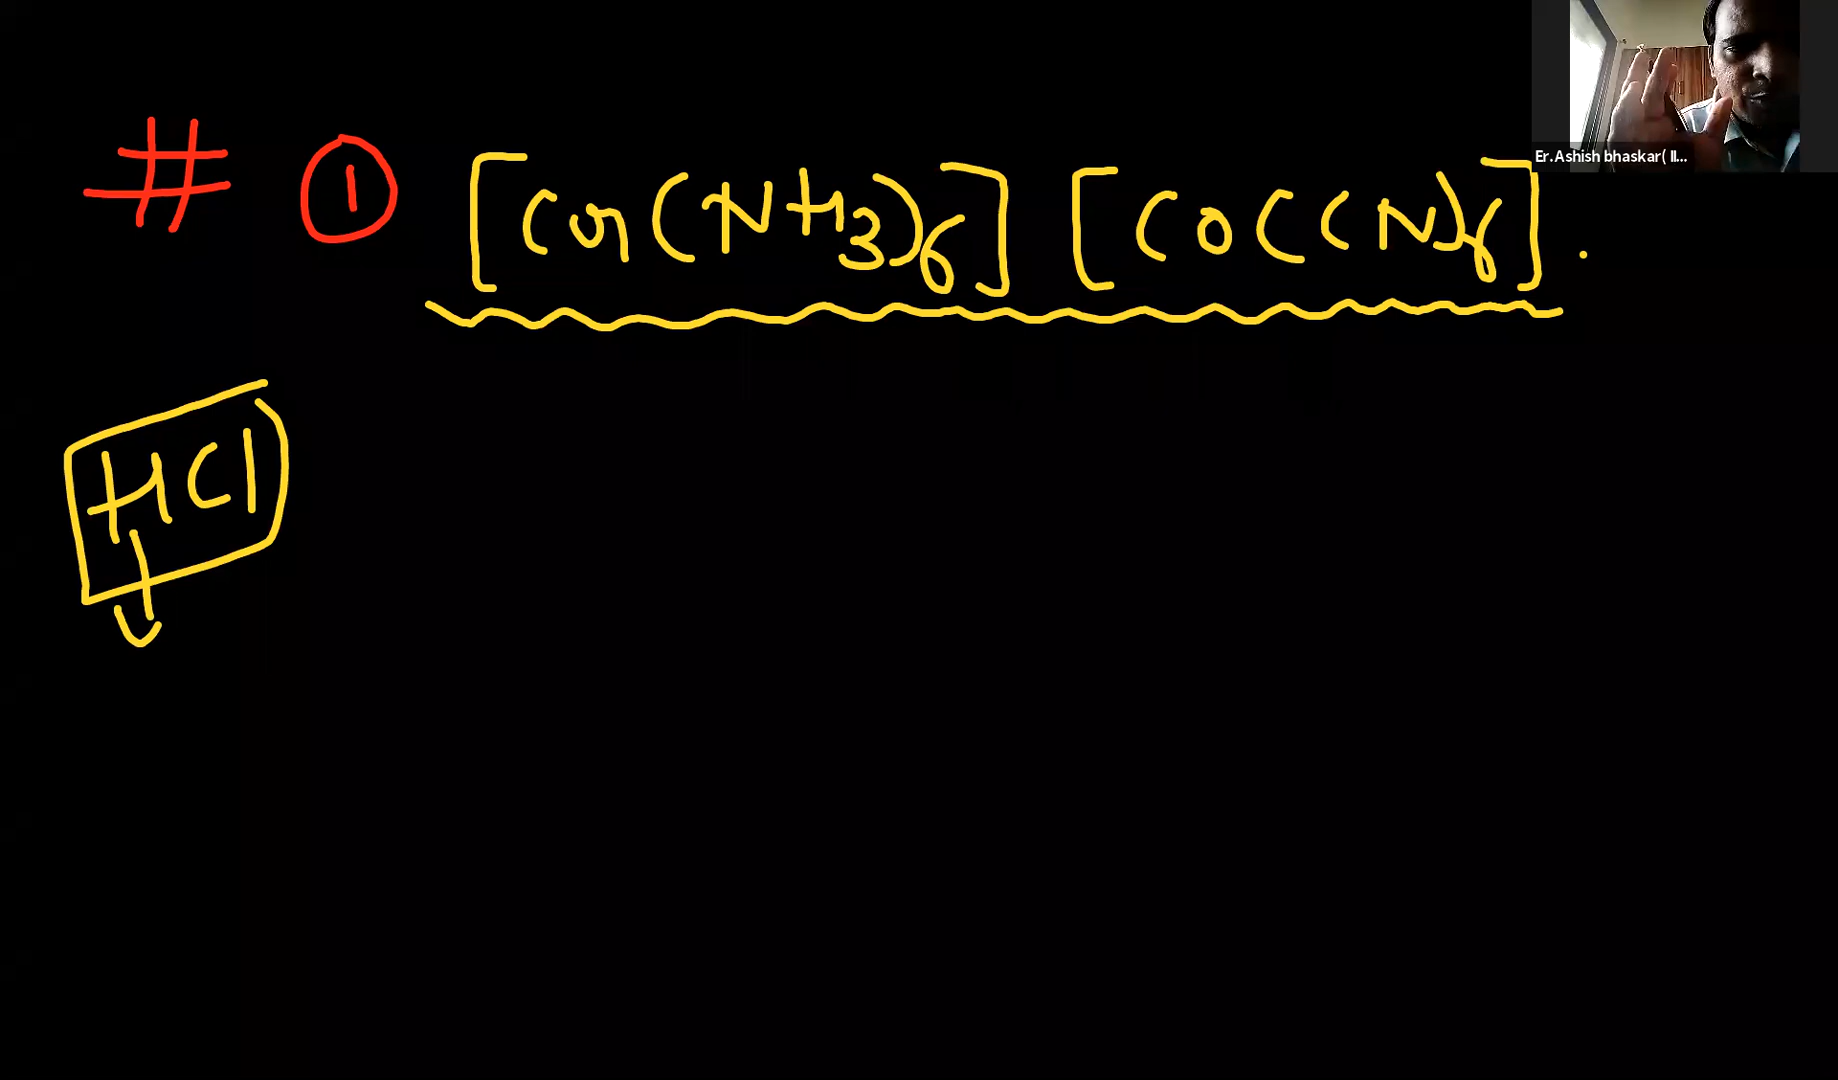 Er.Ashish bhaskar( II...
# ① [Cr(NH3)6] [Co(CN)6].
HCl